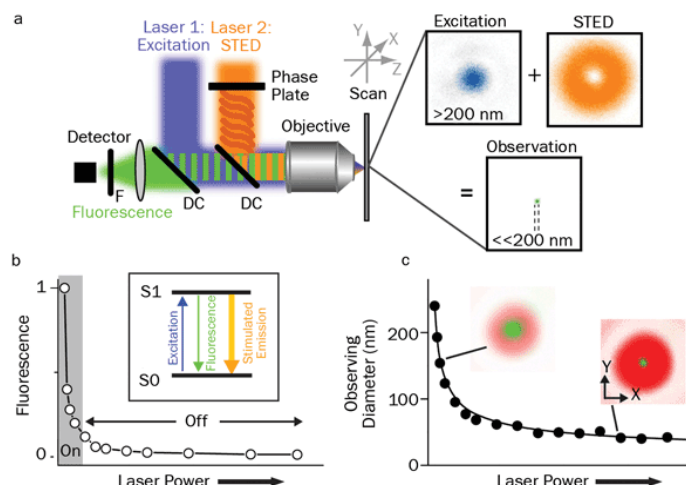 a
Laser 1:
Excitation
Laser 2:
STED
Phase
Plate
Objective
Detector
F
Fluorescence
DC
DC
Y
X
Z
Scan
Excitation
>200 nm
+
STED
=
Observation
<<200 nm
b
Fluorescence
1
0
On
Off
S1
S0
Excitation
Fluorescence
Stimulated
Emission
Laser Power
c
Observing
Diameter (nm)
200
100
0
Y
X
Laser Power